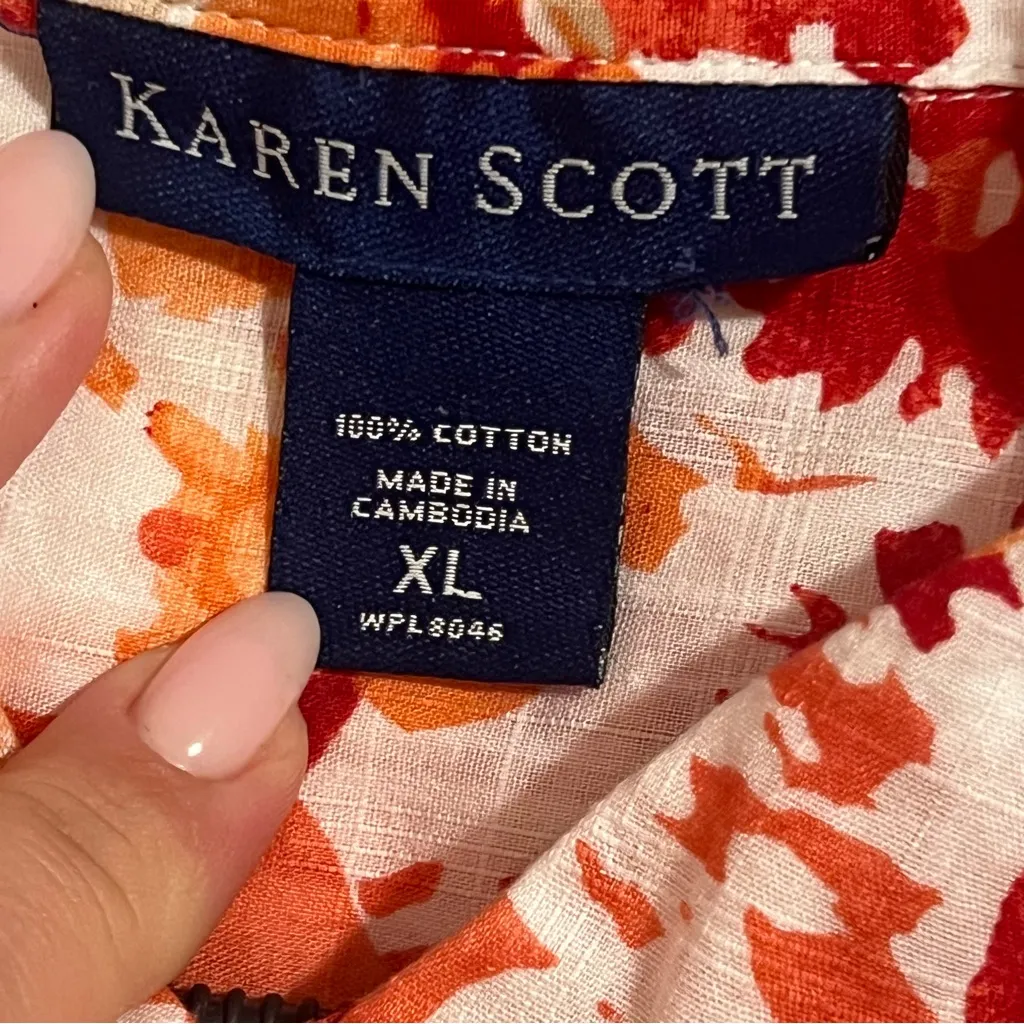 KAREN SCOTT
100% COTTON
MADE IN
CAMBODIA
XL
WPL8046